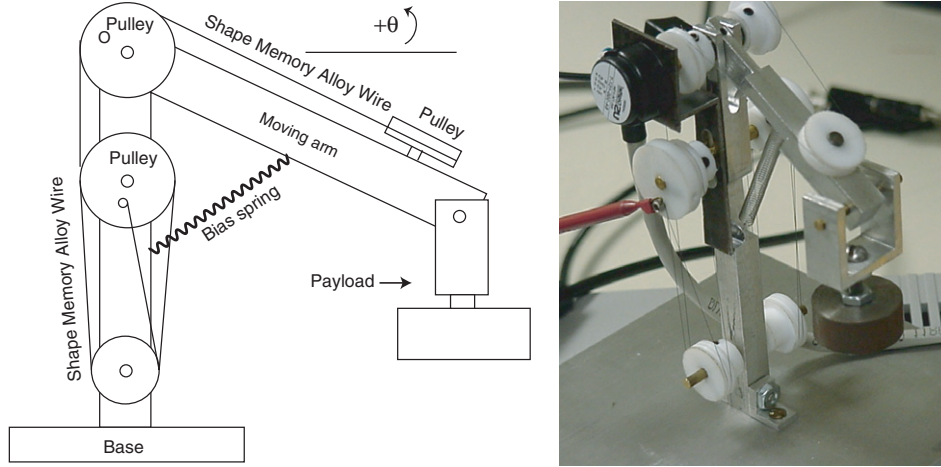 Pulley
+θ
Shape Memory Alloy Wire
Pulley
Moving arm
Pulley
Bias spring
Shape Memory Alloy Wire
Payload
Base